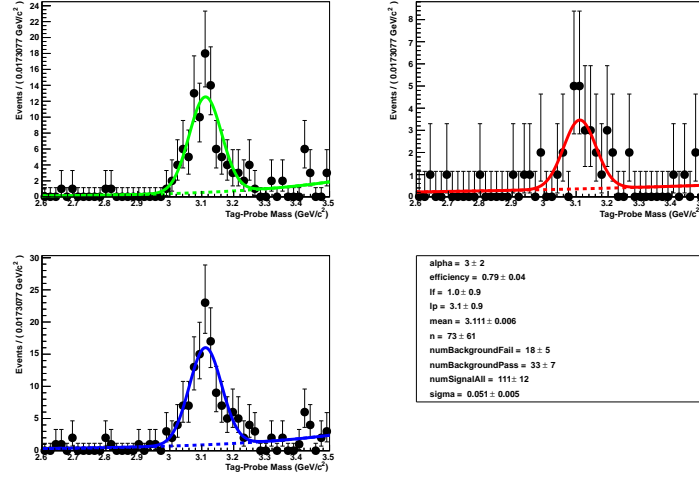 Events / ( 0.0173077 GeV/c² )
24
22
20
18
16
14
12
10
8
6
4
2
0
2.6 2.7 2.8 2.9 3 3.1 3.2 3.3 3.4 3.5
Tag-Probe Mass (GeV/c²)
Events / ( 0.0173077 GeV/c² )
8
7
6
5
4
3
2
1
0
2.6 2.7 2.8 2.9 3 3.1 3.2 3.3 3.4
Tag-Probe Mass (GeV/c²)
Events / ( 0.0173077 GeV/c² )
30
25
20
15
10
5
0
2.6 2.7 2.8 2.9 3 3.1 3.2 3.3 3.4 3.5
Tag-Probe Mass (GeV/c²)
alpha = 3 ± 2
efficiency = 0.79 ± 0.04
lf = 1.0 ± 0.9
lp = 3.1 ± 0.9
mean = 3.111 ± 0.006
n = 73 ± 61
numBackgroundFail = 18 ± 5
numBackgroundPass = 33 ± 7
numSignalAll = 111 ± 12
sigma = 0.051 ± 0.005